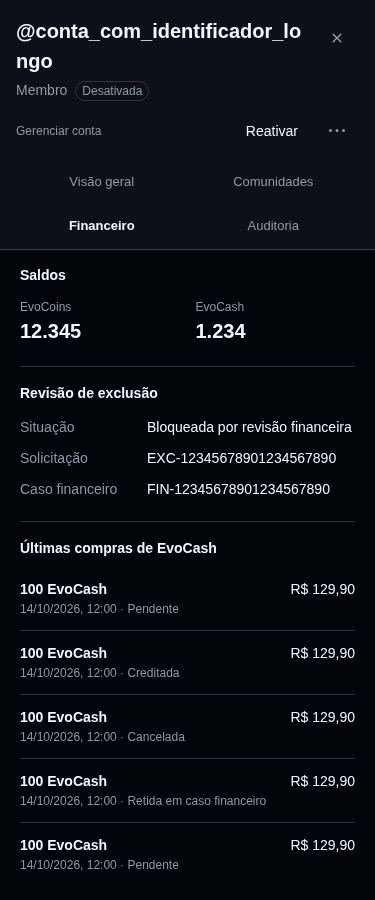 @conta_com_identificador_lo
ngo
Membro Desativada
Gerenciar conta Reativar
Visão geral Comunidades
Financeiro Auditoria
Saldos
EvoCoins EvoCash
12.345 1.234
Revisão de exclusão
Situação Bloqueada por revisão financeira
Solicitação EXC-12345678901234567890
Caso financeiro FIN-12345678901234567890
Últimas compras de EvoCash
100 EvoCash R$ 129,90
14/10/2026, 12:00 · Pendente
100 EvoCash R$ 129,90
14/10/2026, 12:00 · Creditada
100 EvoCash R$ 129,90
14/10/2026, 12:00 · Cancelada
100 EvoCash R$ 129,90
14/10/2026, 12:00 · Retida em caso financeiro
100 EvoCash R$ 129,90
14/10/2026, 12:00 · Pendente